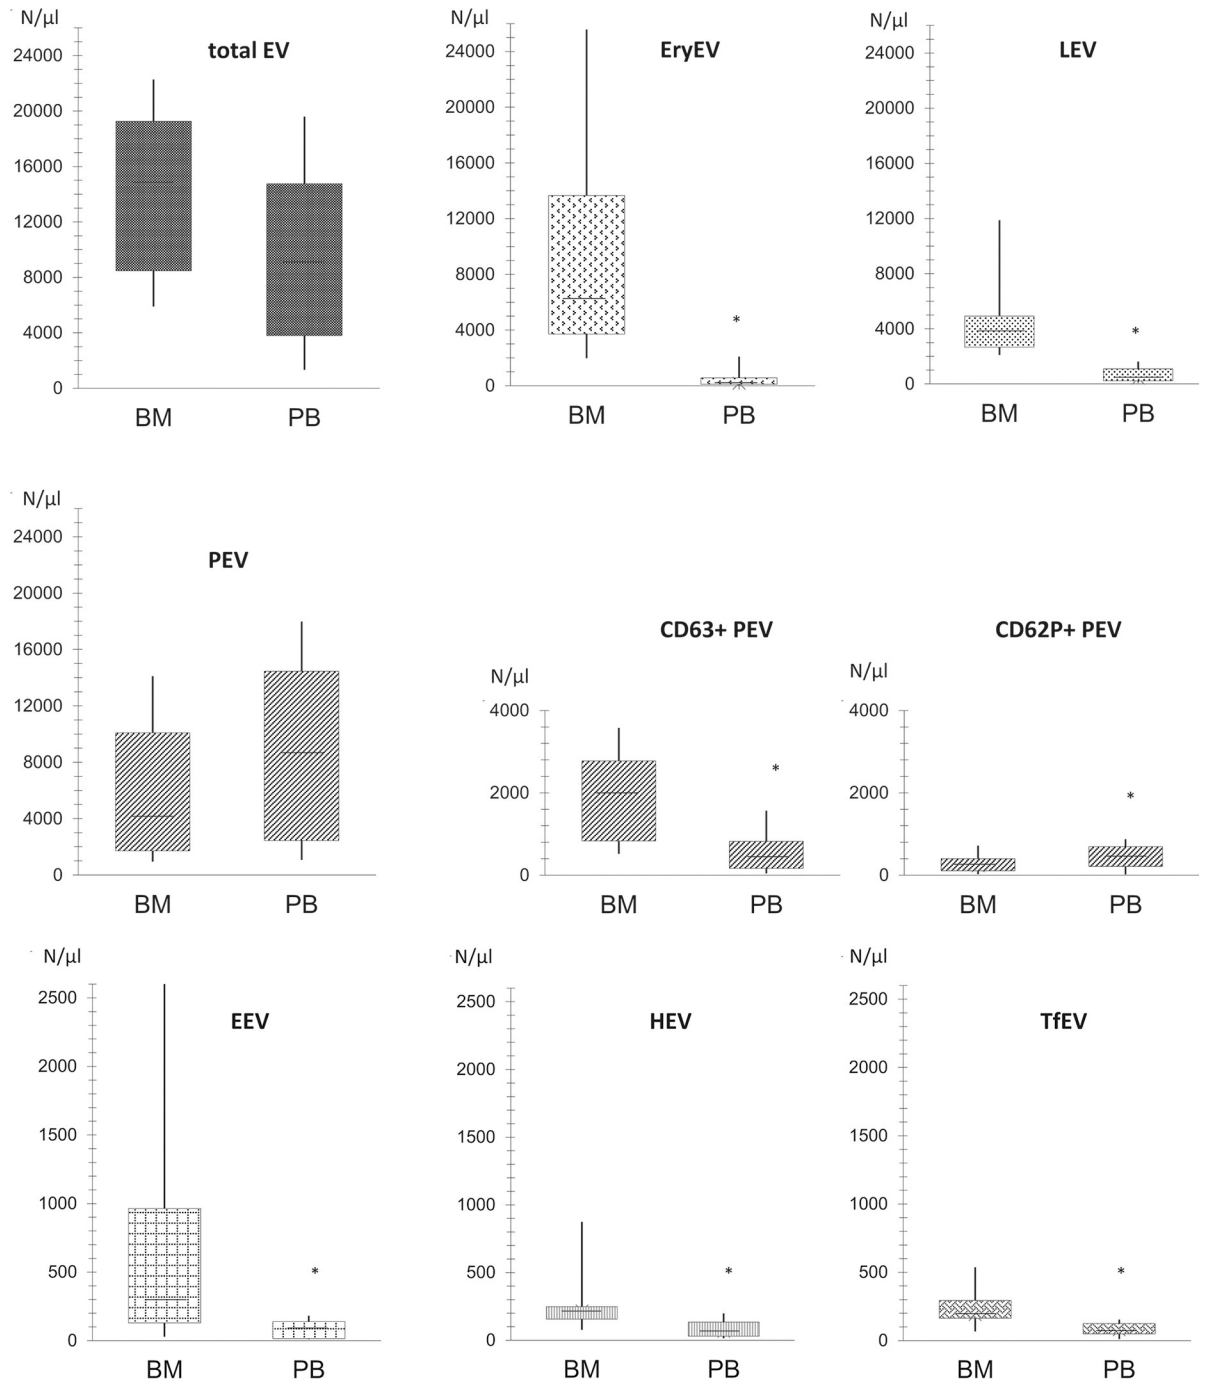 N/µl
total EV
24000
20000
16000
12000
8000
4000
0
BM PB
N/µl
EryEV
24000
20000
16000
12000
8000
4000
*
0
BM PB
N/µl
LEV
24000
20000
16000
12000
8000
4000
*
0
BM PB
N/µl
24000
PEV
20000
16000
12000
8000
4000
0
BM PB
CD63+ PEV
N/µl
4000
*
2000
0
BM PB
CD62P+ PEV
N/µl
4000
2000
*
0
BM PB
N/µl
2500
EEV
2000
1500
1000
500
*
0
BM PB
N/µl
2500
HEV
2000
1500
1000
500
*
0
BM PB
N/µl
2500
TfEV
2000
1500
1000
500
*
0
BM PB